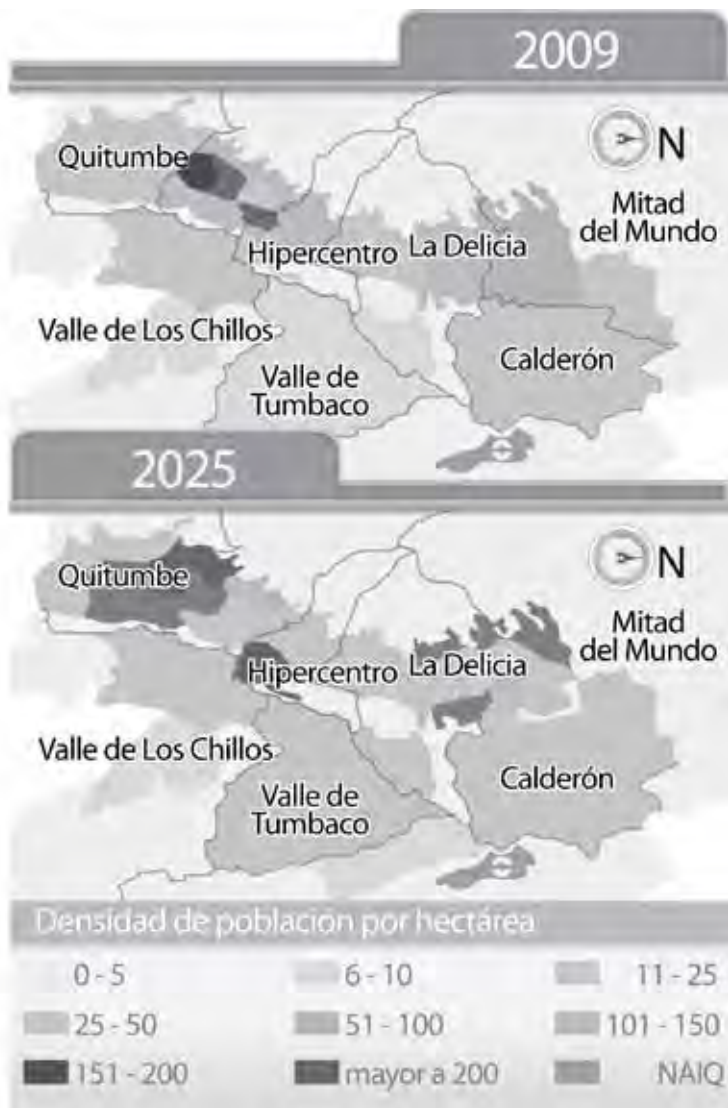 2009
Quitumbe
N
Mitad
del Mundo
Hipercentro
La Delicia
Valle de Los Chillos
Calderón
Valle de
Tumbaco
2025
Quitumbe
N
Mitad
del Mundo
Hipercentro
La Delicia
Valle de Los Chillos
Calderón
Valle de
Tumbaco
Densidad de población por hectárea
0 - 5 6 - 10 11 - 25
25 - 50 51 - 100 101 - 150
151 - 200 mayor a 200 NAIQ